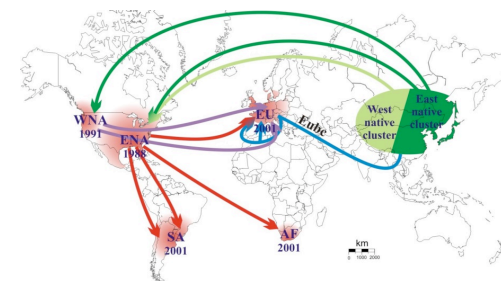 WNA
1991
ENA
1988
EU
2001
Eube
West
native
cluster
East
native
cluster
SA
2001
AF
2001
km
0 1000 2000